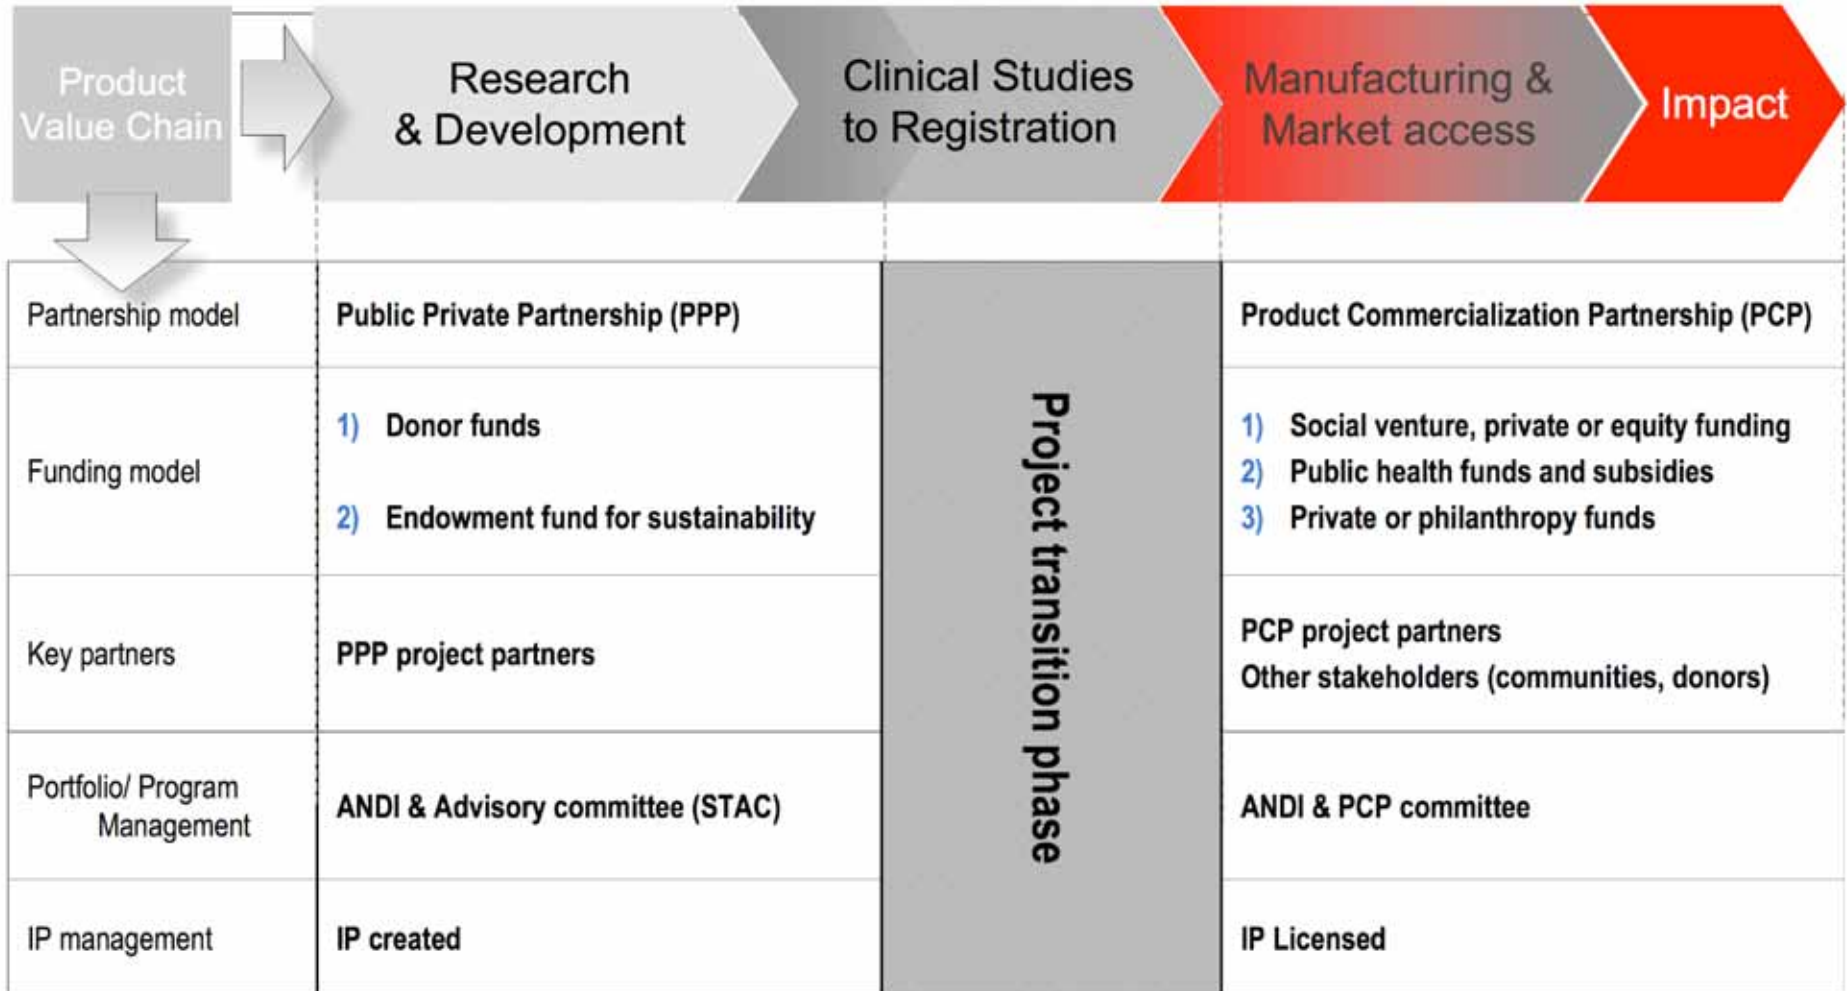 Product
Value Chain
Research
& Development
Clinical Studies
to Registration
Manufacturing &
Market access
Impact
Partnership model
Public Private Partnership (PPP)
Product Commercialization Partnership (PCP)
Funding model
1) Donor funds
2) Endowment fund for sustainability
1) Social venture, private or equity funding
2) Public health funds and subsidies
3) Private or philanthropy funds
Project transition phase
Key partners
PPP project partners
PCP project partners
Other stakeholders (communities, donors)
Portfolio/ Program
Management
ANDI & Advisory committee (STAC)
ANDI & PCP committee
IP management
IP created
IP Licensed